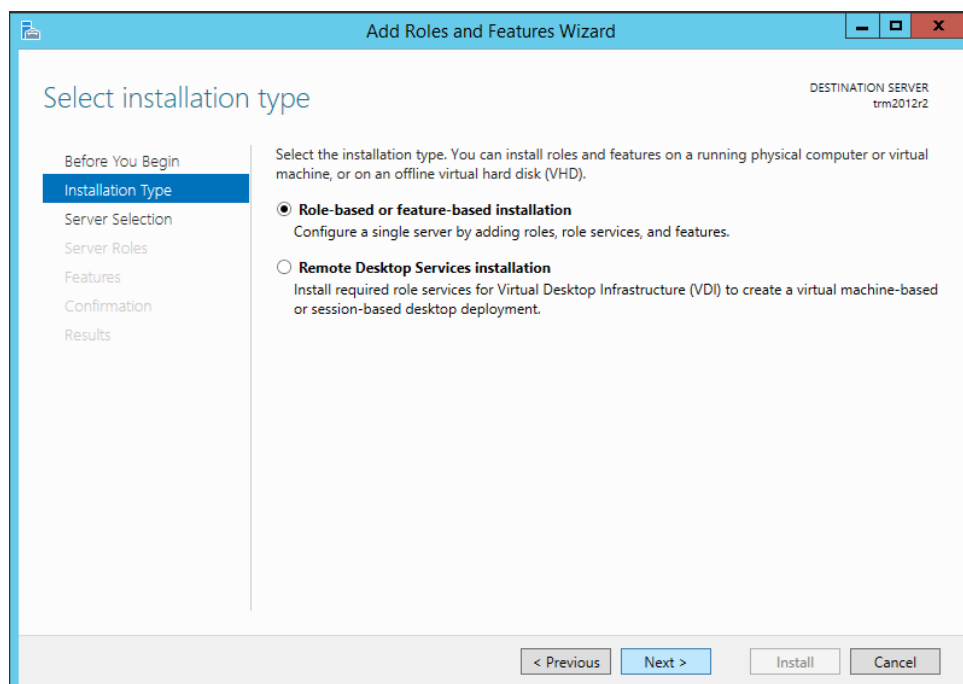 Add Roles and Features Wizard
Select installation type
DESTINATION SERVER
trm2012r2
Before You Begin
Installation Type
Server Selection
Server Roles
Features
Confirmation
Results
Select the installation type. You can install roles and features on a running physical computer or virtual
machine, or on an offline virtual hard disk (VHD).
Role-based or feature-based installation
Configure a single server by adding roles, role services, and features.
Remote Desktop Services installation
Install required role services for Virtual Desktop Infrastructure (VDI) to create a virtual machine-based
or session-based desktop deployment.
< Previous
Next >
Install
Cancel